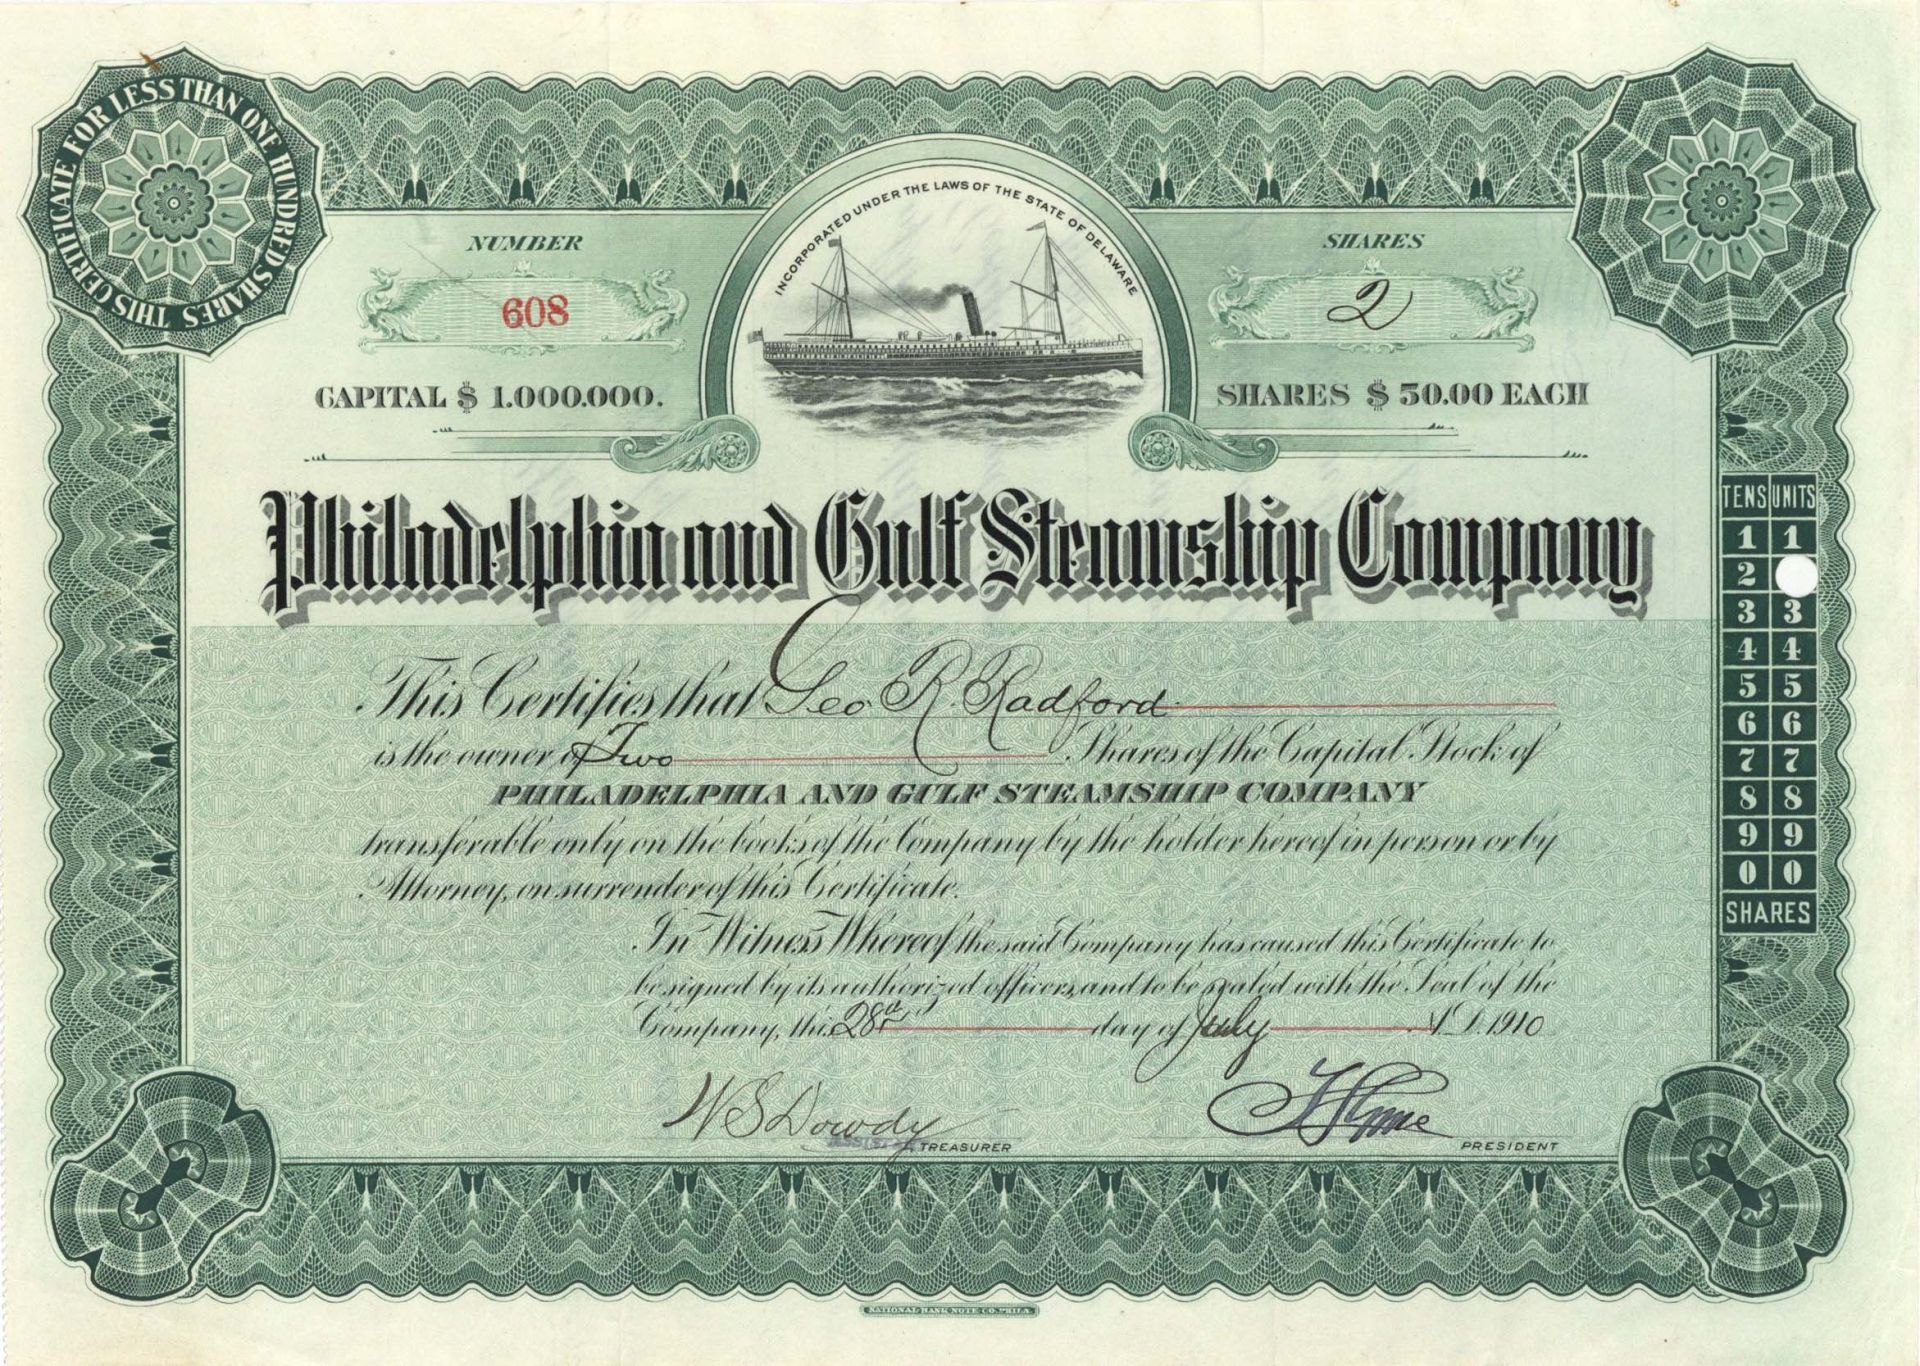 THIS CERTIFICATE FOR LESS THAN ONE HUNDRED SHARES
INCORPORATED UNDER THE LAWS OF THE STATE OF DELAWARE
NUMBER
608
SHARES
2
CAPITAL $ 1.000.000.
SHARES $ 50.00 EACH
Philadelphia and Gulf Steamship Company
This Certifies that Geo R. Radford
is the owner of Two Shares of the Capital Stock of
PHILADELPHIA AND GULF STEAMSHIP COMPANY
transferable only on the books of the Company by the holder hereof in person or by
Attorney, on surrender of this Certificate.
In Witness Whereof the said Company has caused this Certificate to
be signed by its authorized officers, and to be sealed with the Seal of the
Company, this 28th day of July A.D. 1910
W S Dowdy
TREASURER
PRESIDENT
TENS UNITS
1 1
2
3 3
4 4
5 5
6 6
7 7
8 8
9 9
0 0
SHARES
NATIONAL BANK NOTE CO. PHILA.